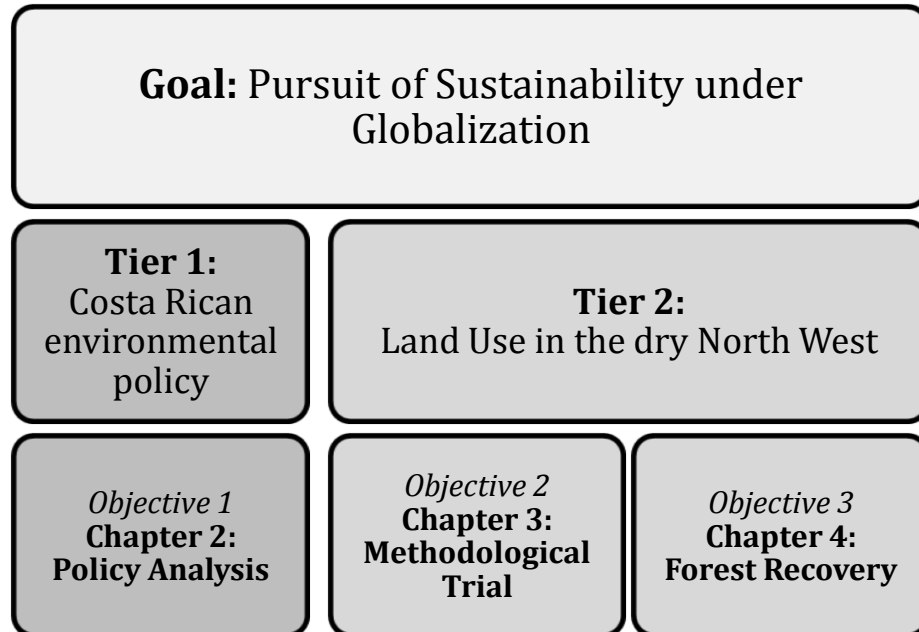 Goal: Pursuit of Sustainability under
Globalization
Tier 1:
Costa Rican
environmental
policy
Tier 2:
Land Use in the dry North West
Objective 1
Chapter 2:
Policy Analysis
Objective 2
Chapter 3:
Methodological
Trial
Objective 3
Chapter 4:
Forest Recovery